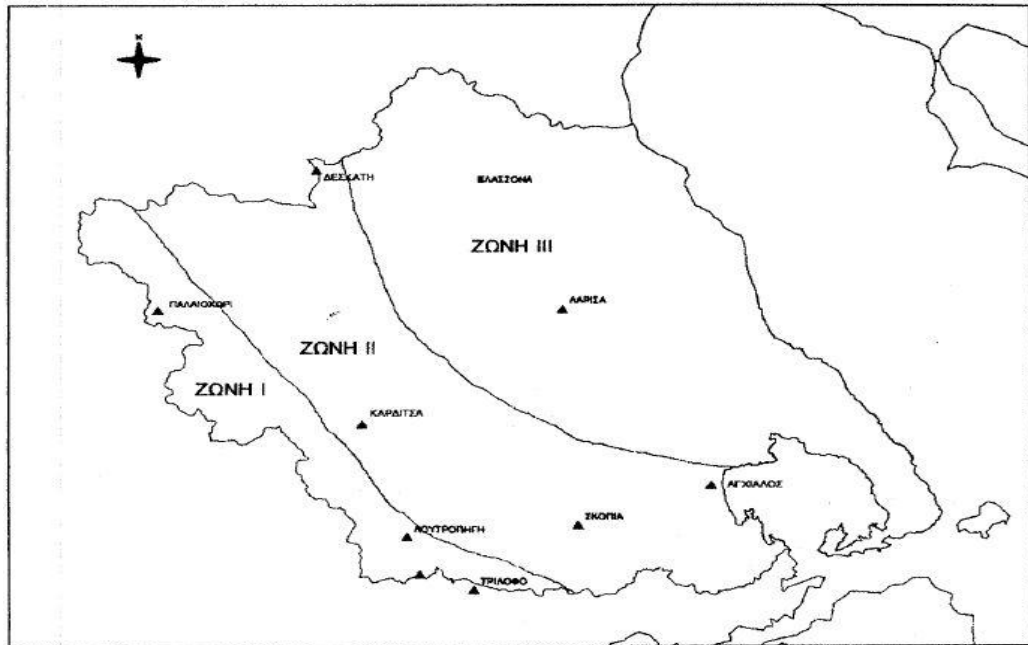 N
ΔΕΣΚΑΤΗ
ΕΛΑΣΣΟΝΑ
ΖΩΝΗ III
ΠΑΛΑΙΟΧΩΡΙ
ΛΑΡΙΣΑ
ΖΩΝΗ II
ΖΩΝΗ I
ΚΑΡΔΙΤΣΑ
ΑΓΧΙΑΛΟΣ
ΣΚΟΠΙΑ
ΛΟΥΤΡΟΠΗΓΗ
ΤΡΙΛΟΦΟ